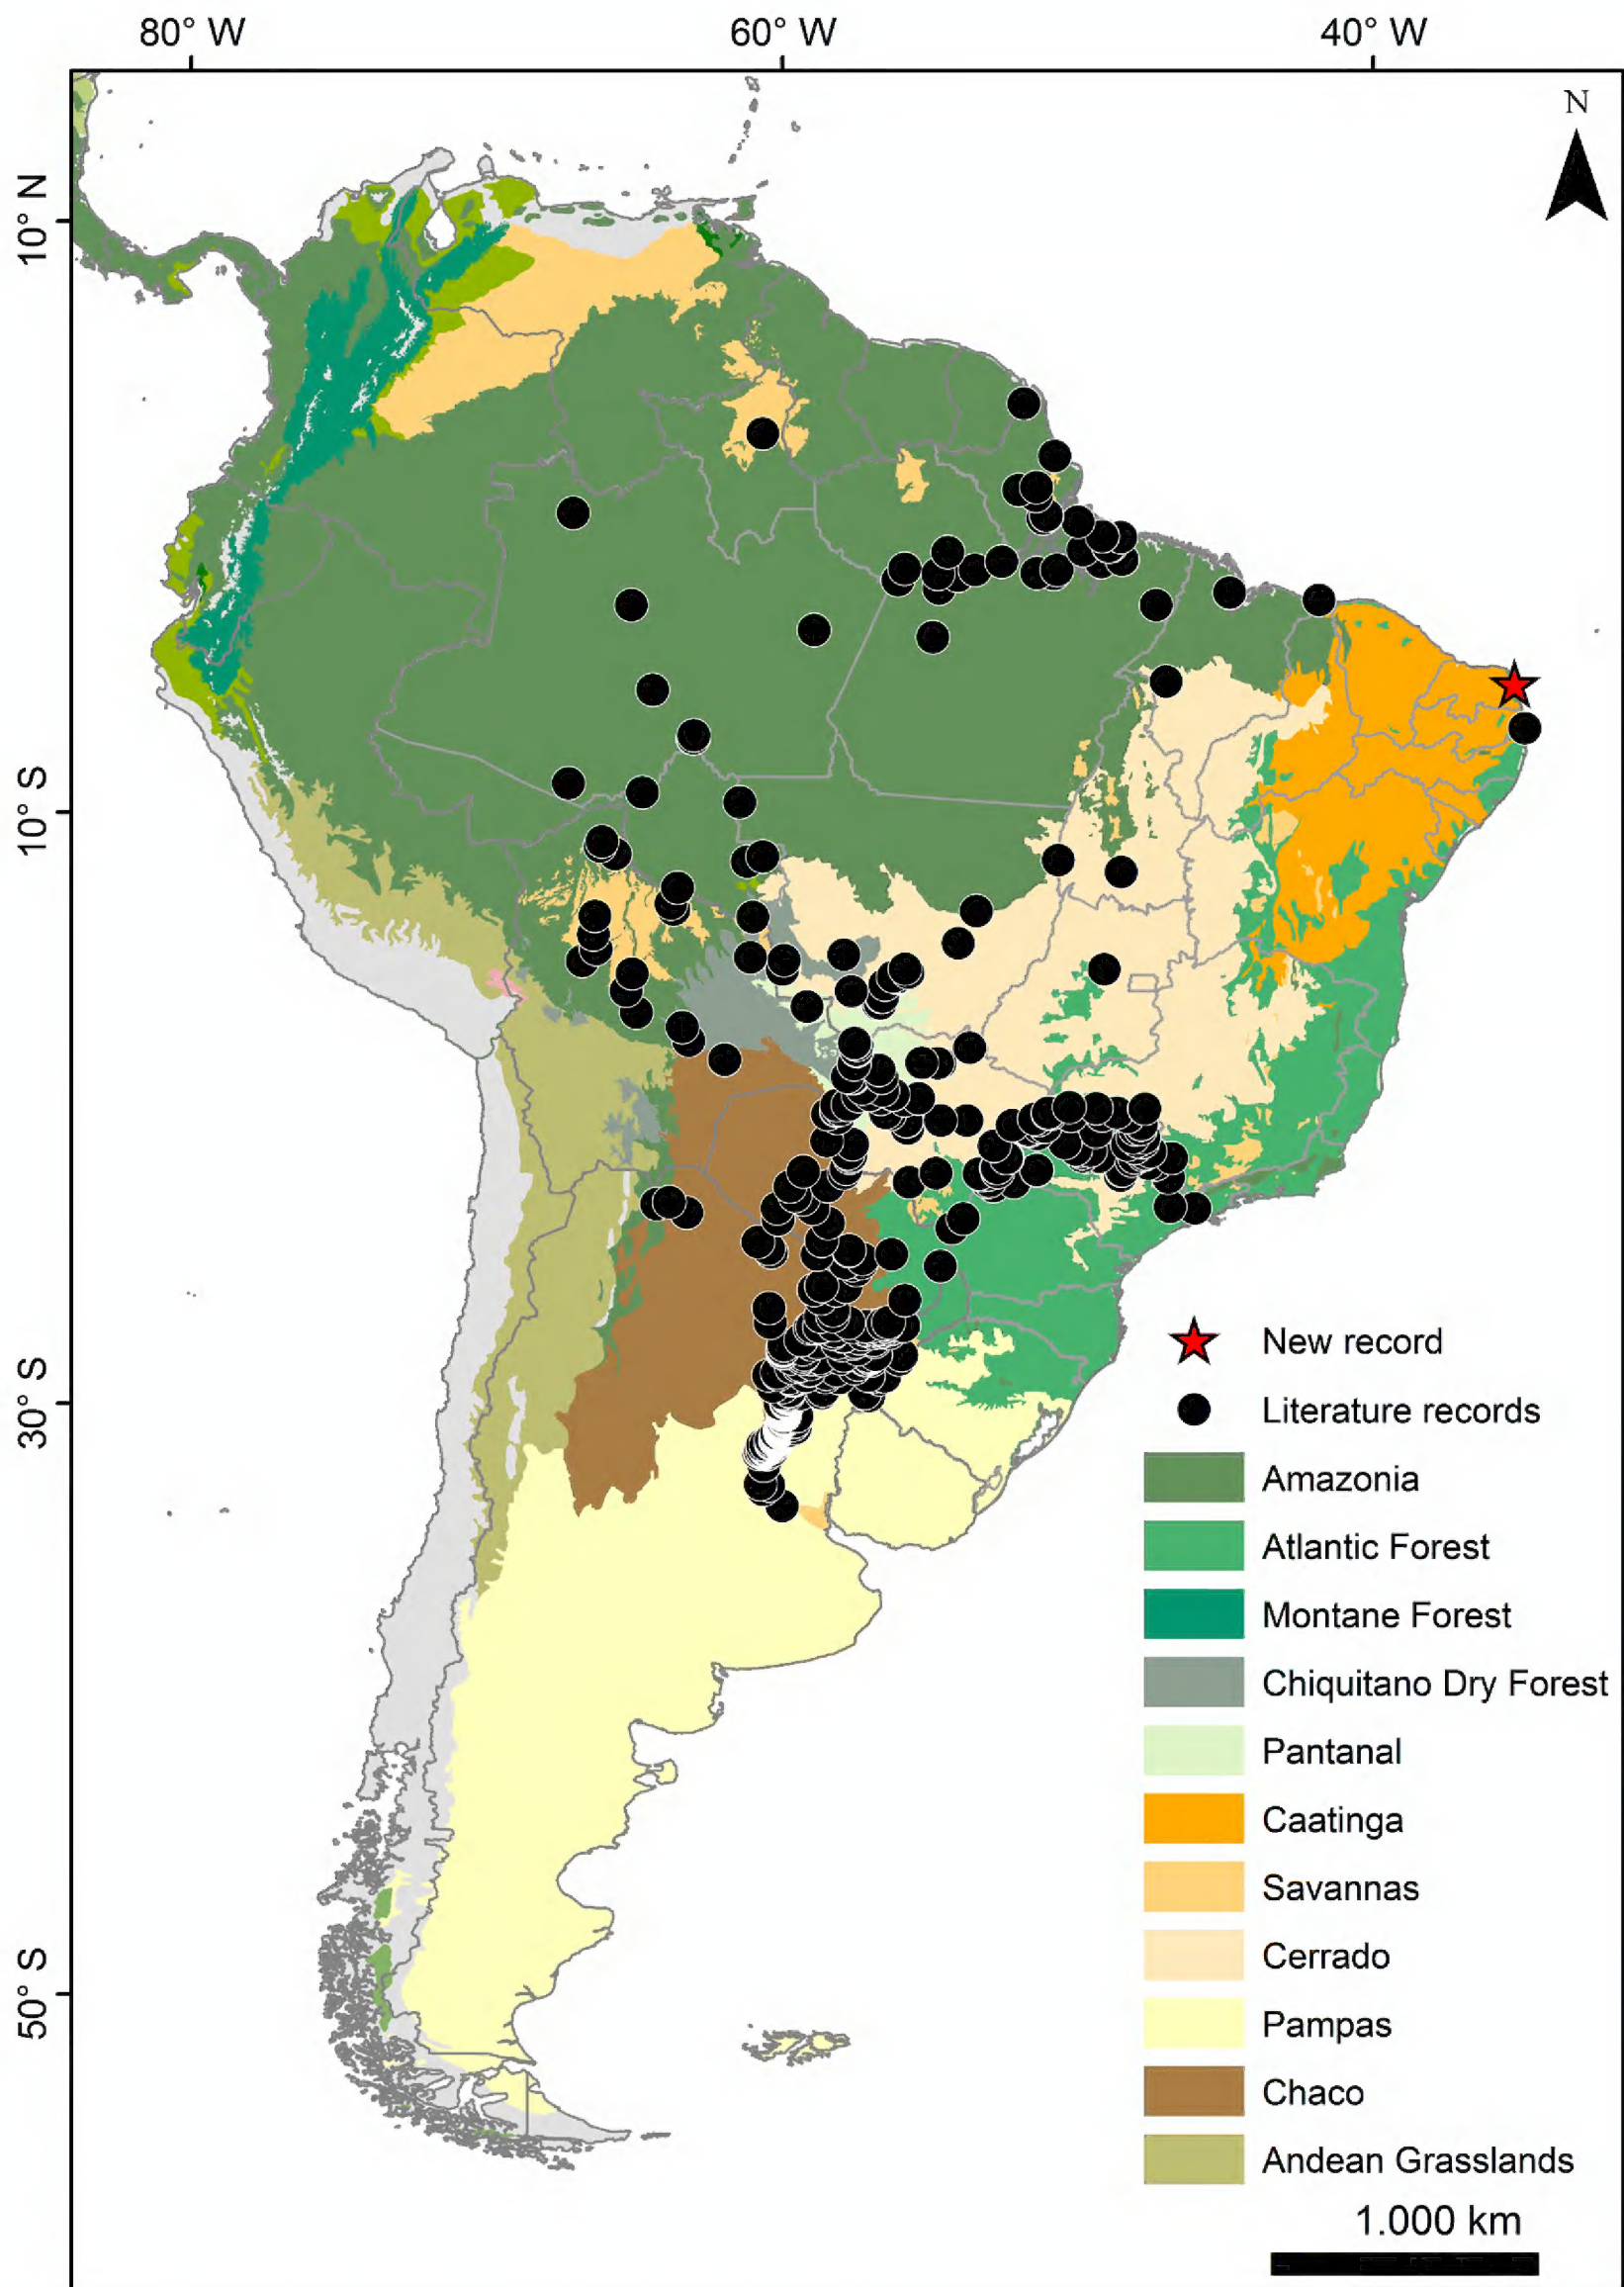 80° W
60° W
40° W
N
10° N
10° S
30° S
50° S
New record
Literature records
Amazonia
Atlantic Forest
Montane Forest
Chiquitano Dry Forest
Pantanal
Caatinga
Savannas
Cerrado
Pampas
Chaco
Andean Grasslands
1.000 km